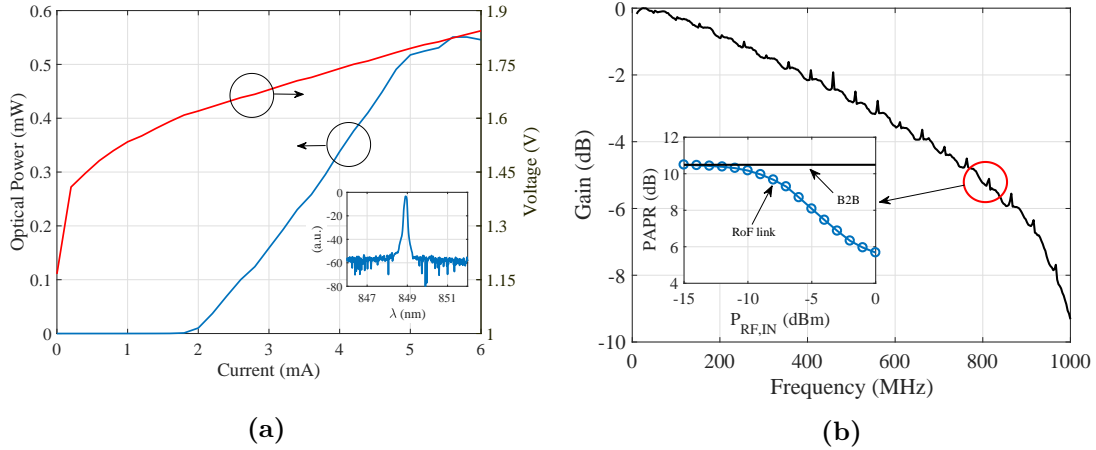 0.6
0.5
0.4
0.3
0.2
0.1
0
Optical Power (mW)
0 1 2 3 4 5 6
Current (mA)
1.9
1.75
1.6
1.45
1.3
1.15
1
Voltage (V)
0
-20
-40
-60
-80
(a.u.)
847 849 851
λ (nm)
(a)
0
-2
-4
-6
-8
-10
Gain (dB)
0 200 400 600 800 1000
Frequency (MHz)
12
10
8
6
4
PAPR (dB)
B2B
RoF link
-15 -10 -5 0
P_RF,IN (dBm)
(b)